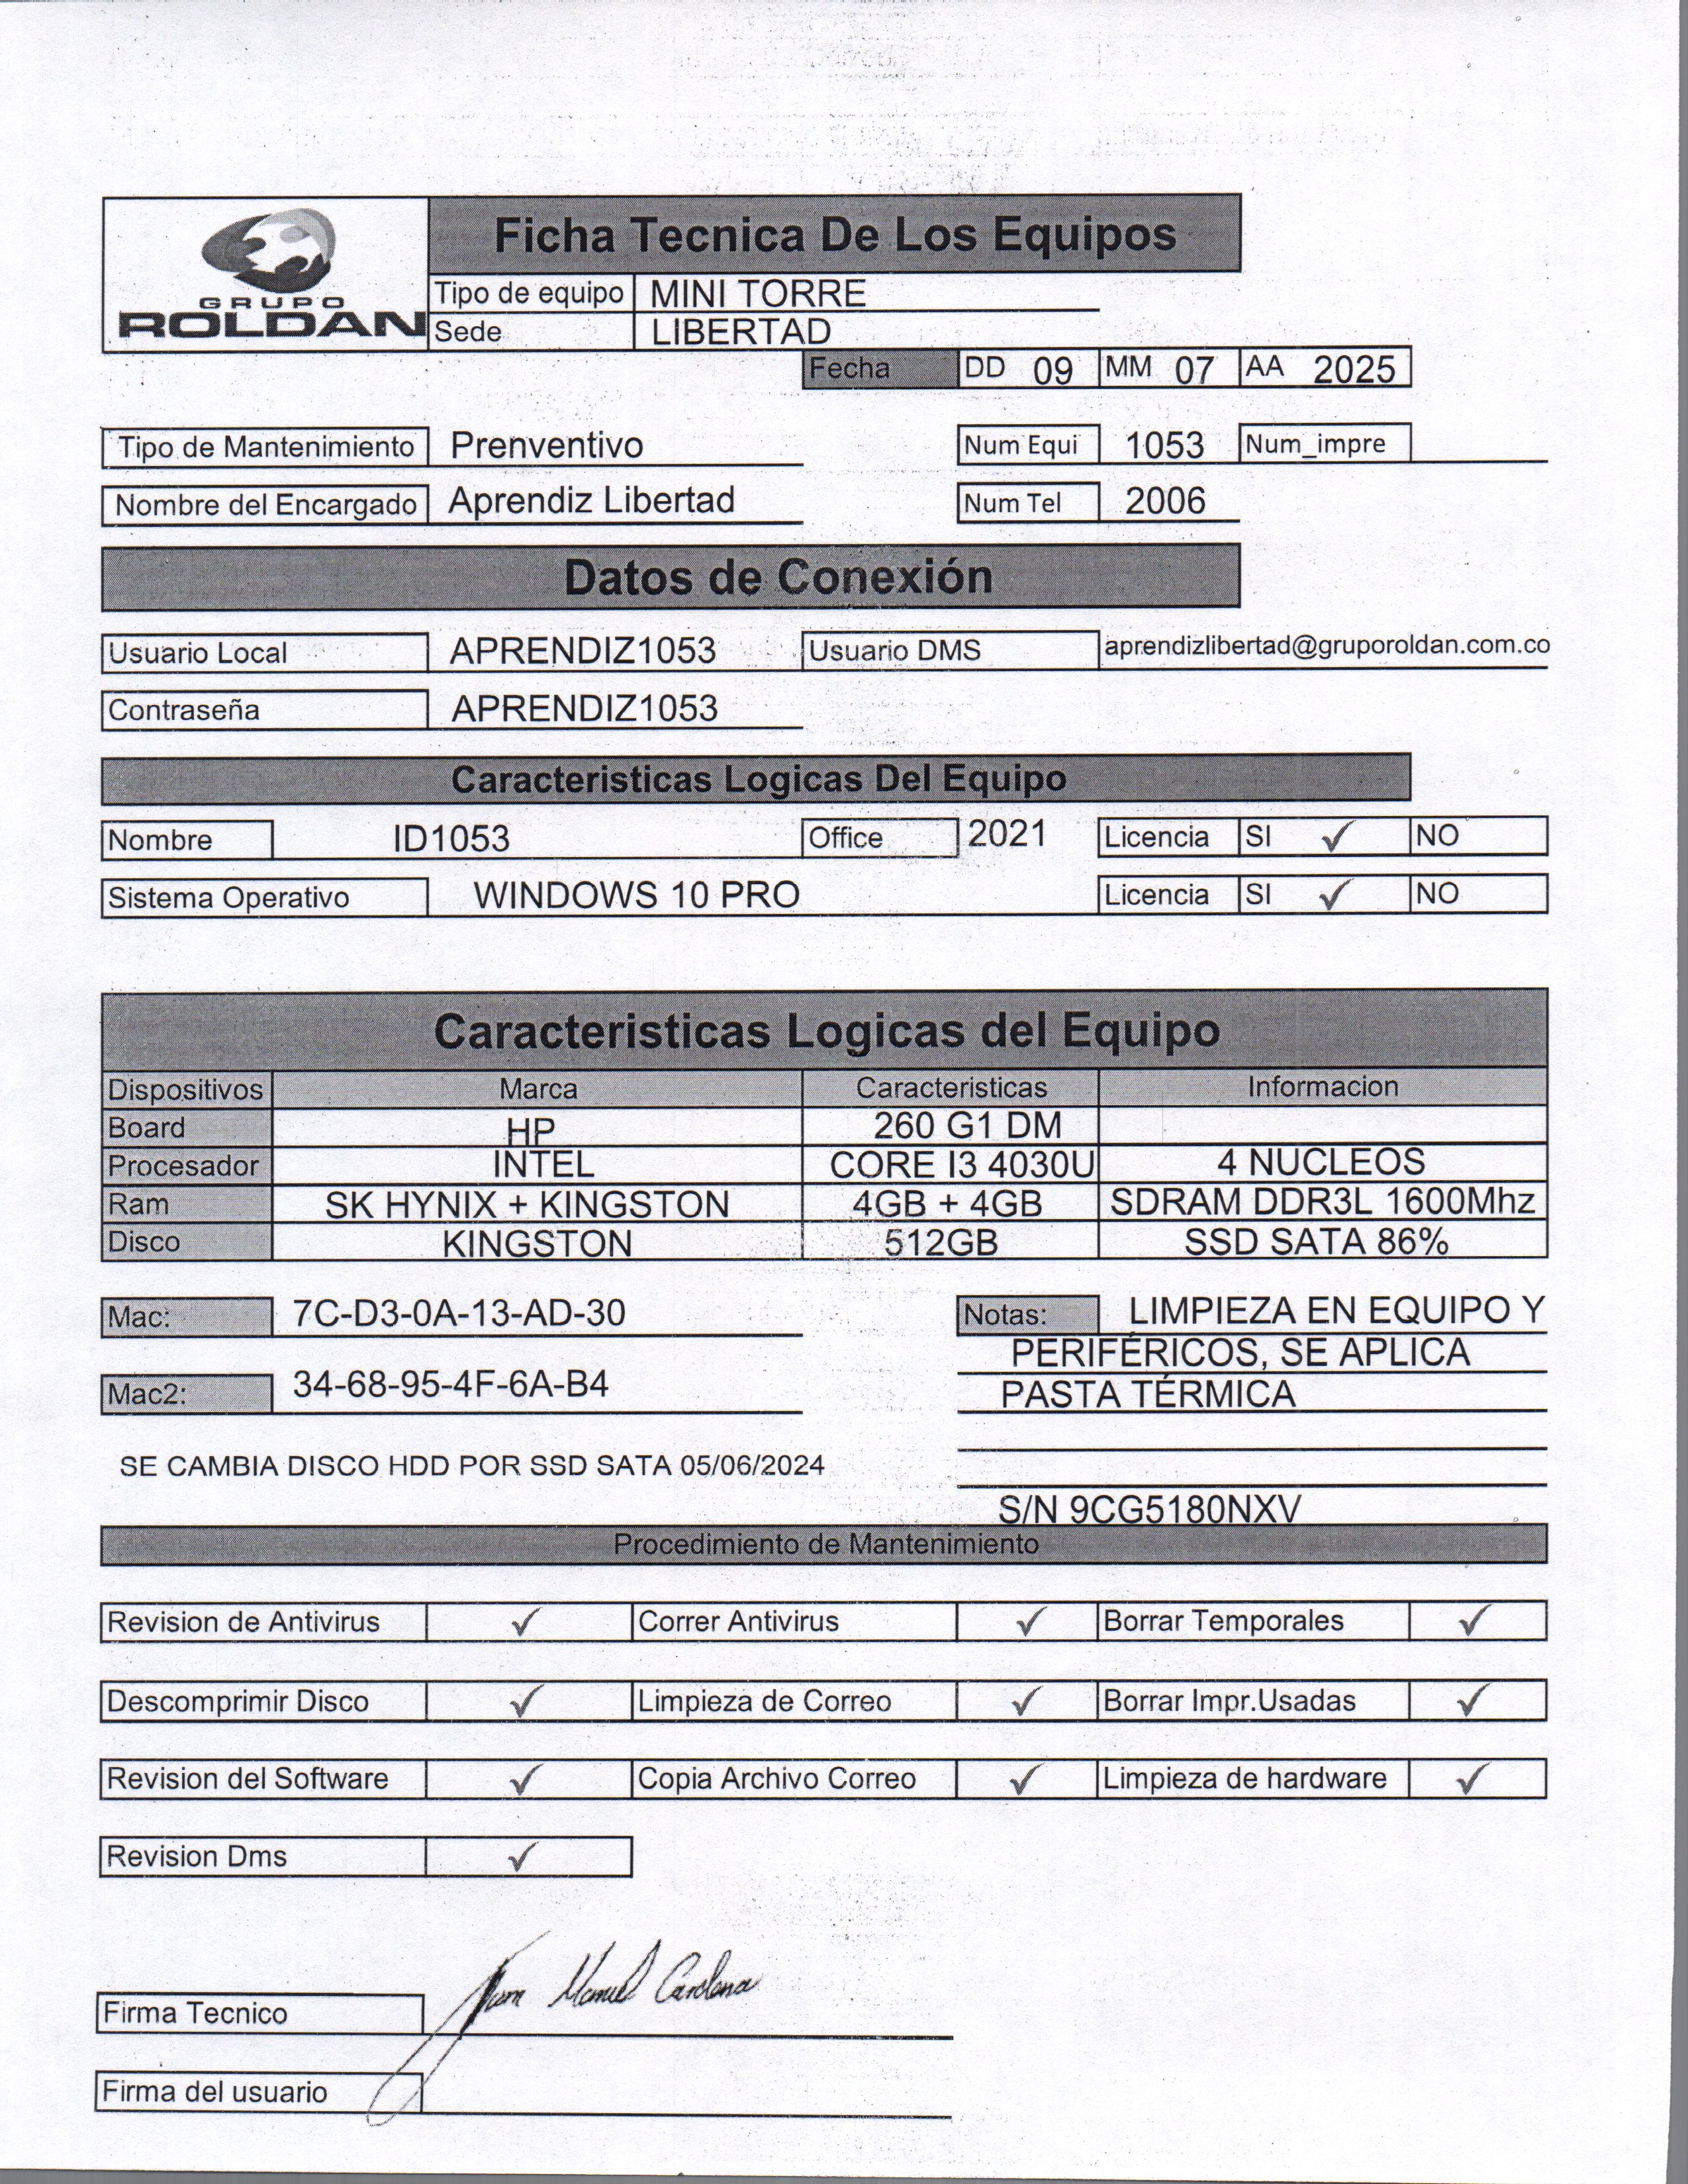 GRUPO
ROLDAN
Ficha Tecnica De Los Equipos
Tipo de equipo MINI TORRE
Sede LIBERTAD
Fecha DD 09 MM 07 AA 2025
Tipo de Mantenimiento Prenventivo Num Equi 1053 Num_impre
Nombre del Encargado Aprendiz Libertad Num Tel 2006
Datos de Conexión
Usuario Local APRENDIZ1053 Usuario DMS aprendizlibertad@gruporoldan.com.co
Contraseña APRENDIZ1053
Caracteristicas Logicas Del Equipo
Nombre ID1053 Office 2021 Licencia SI ✓ NO
Sistema Operativo WINDOWS 10 PRO Licencia SI ✓ NO
Caracteristicas Logicas del Equipo
Dispositivos Marca Caracteristicas Informacion
Board HP 260 G1 DM
Procesador INTEL CORE I3 4030U 4 NUCLEOS
Ram SK HYNIX + KINGSTON 4GB + 4GB SDRAM DDR3L 1600Mhz
Disco KINGSTON 512GB SSD SATA 86%
Mac: 7C-D3-0A-13-AD-30 Notas: LIMPIEZA EN EQUIPO Y
PERIFÉRICOS, SE APLICA
Mac2: 34-68-95-4F-6A-B4 PASTA TÉRMICA
SE CAMBIA DISCO HDD POR SSD SATA 05/06/2024
S/N 9CG5180NXV
Procedimiento de Mantenimiento
Revision de Antivirus ✓ Correr Antivirus ✓ Borrar Temporales ✓
Descomprimir Disco ✓ Limpieza de Correo ✓ Borrar Impr.Usadas ✓
Revision del Software ✓ Copia Archivo Correo ✓ Limpieza de hardware ✓
Revision Dms ✓
Firma Tecnico Juan Manuel Cardona
Firma del usuario